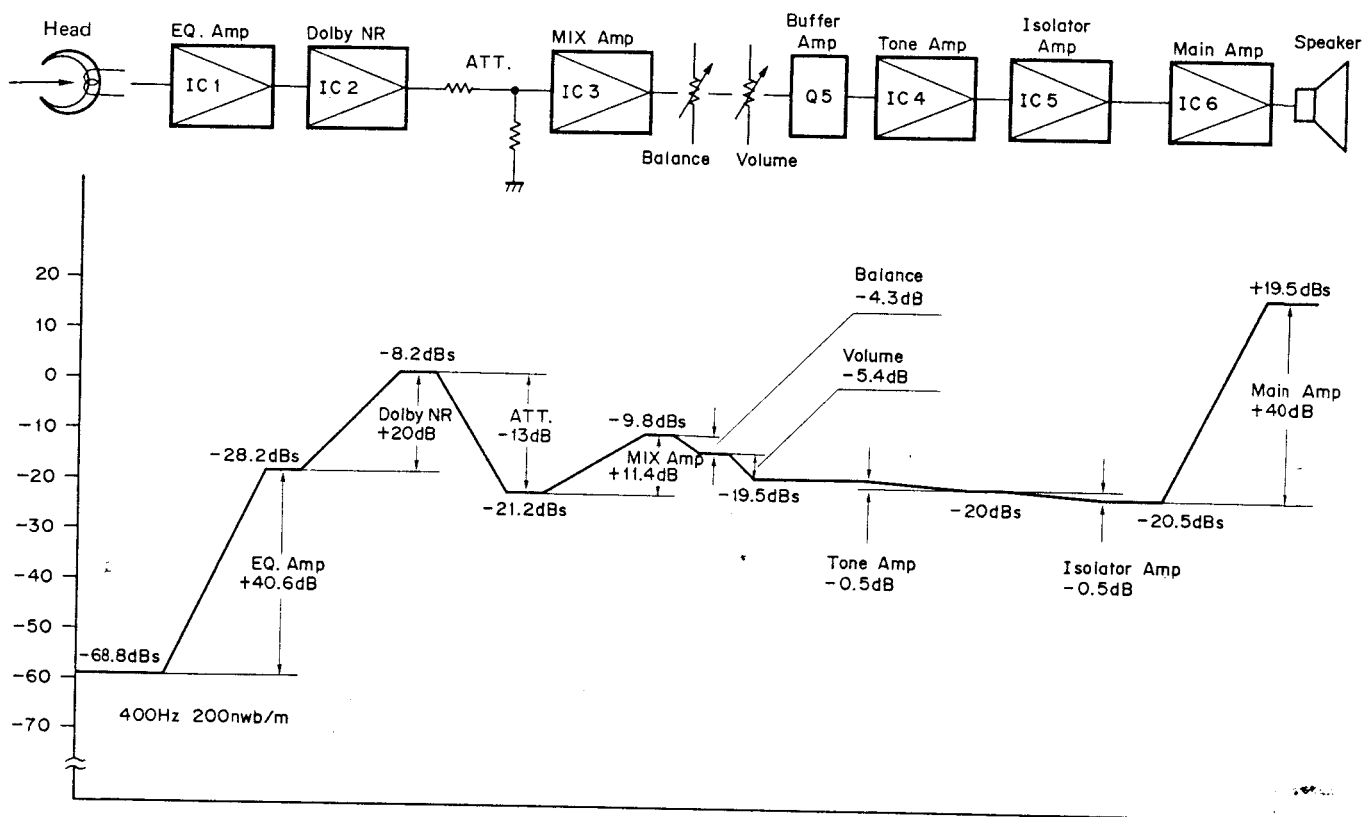 Head
EQ. Amp
IC1
Dolby NR
IC2
ATT.
MIX Amp
IC3
Balance
Volume
Buffer
Amp
Q5
Tone Amp
IC4
Isolator
Amp
IC5
Main Amp
IC6
Speaker
20
10
0
-10
-20
-30
-40
-50
-60
-70
-68.8dBs
400Hz 200nwb/m
EQ. Amp
+40.6dB
-28.2dBs
Dolby NR
+20dB
-8.2dBs
ATT.
-13dB
-21.2dBs
MIX Amp
+11.4dB
-9.8dBs
Balance
-4.3dB
Volume
-5.4dB
-19.5dBs
Tone Amp
-0.5dB
-20dBs
Isolator Amp
-0.5dB
-20.5dBs
Main Amp
+40dB
+19.5dBs